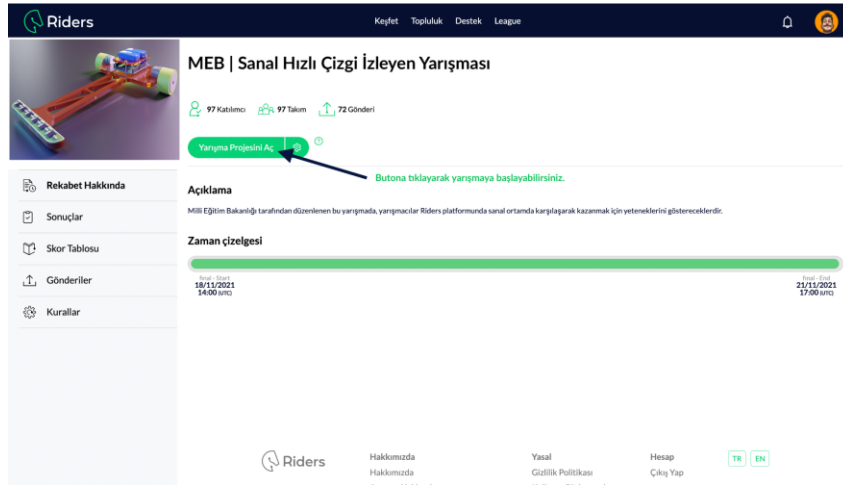 Riders
Keşfet Topluluk Destek League
MEB | Sanal Hızlı Çizgi İzleyen Yarışması
97 Katılımcı 97 Takım 72 Gönderi
Yarışma Projesini Aç
Butona tıklayarak yarışmaya başlayabilirsiniz.
Rekabet Hakkında
Sonuçlar
Skor Tablosu
Gönderiler
Kurallar
Açıklama
Milli Eğitim Bakanlığı tarafından düzenlenen bu yarışmada, yarışmacılar Riders platformunda sanal ortamda karşılaşarak kazanmak için yeteneklerini göstereceklerdir.
Zaman çizelgesi
final - Start
18/11/2021
14:00 (UTC)
final - End
21/11/2021
17:00 (UTC)
Riders
Hakkımızda
Hakkımızda
Yasal
Gizlilik Politikası
Hesap
Çıkış Yap
TR EN